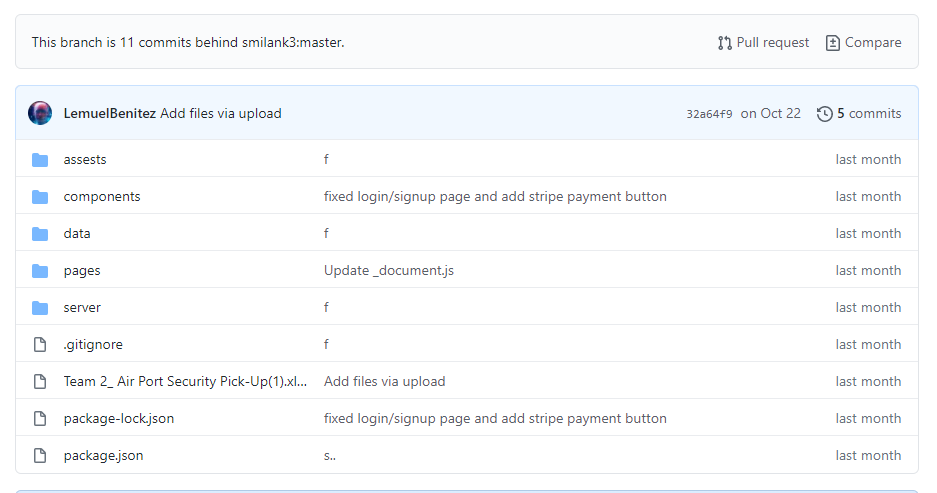 This branch is 11 commits behind smilank3:master.
Pull request
Compare
LemuelBenitez Add files via upload
32a64f9 on Oct 22
5 commits
assests f last month
components fixed login/signup page and add stripe payment button last month
data f last month
pages Update _document.js last month
server f last month
.gitignore f last month
Team 2_ Air Port Security Pick-Up(1).xl... Add files via upload last month
package-lock.json fixed login/signup page and add stripe payment button last month
package.json s.. last month